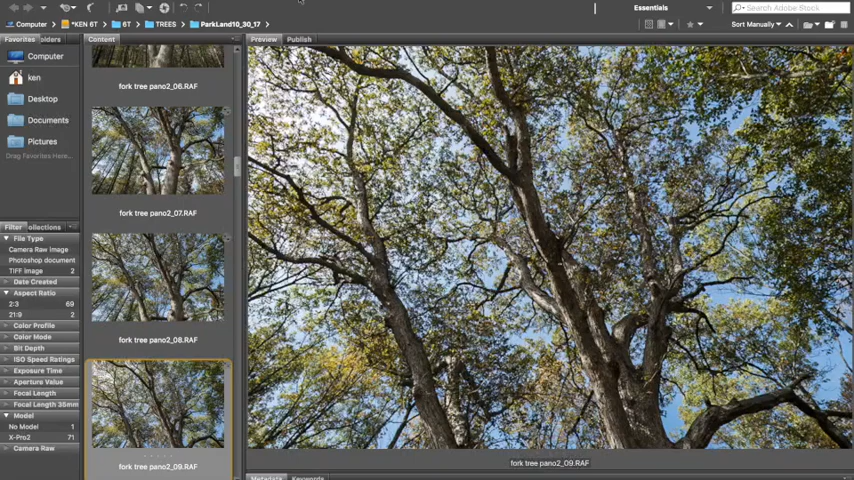 Essentials
Search Adobe Stock
Computer
*KEN 6T
6T
TREES
ParkLand10_30_17
Sort Manually
Favorites
olders
Content
Preview
Publish
Computer
ken
Desktop
Documents
Pictures
Drag Favorites Here...
fork tree pano2_06.RAF
fork tree pano2_07.RAF
fork tree pano2_08.RAF
fork tree pano2_09.RAF
Filter
ollections
File Type
Camera Raw image
Photoshop document
TIFF image 2
Date Created
Aspect Ratio
2:3 69
21:9 2
Color Profile
Color Mode
Bit Depth
ISO Speed Ratings
Exposure Time
Aperture Value
Focal Length
Focal Length 35mm
Model
No Model 1
X-Pro2 71
Camera Raw
fork tree pano2_09.RAF
Metadata
Keywords